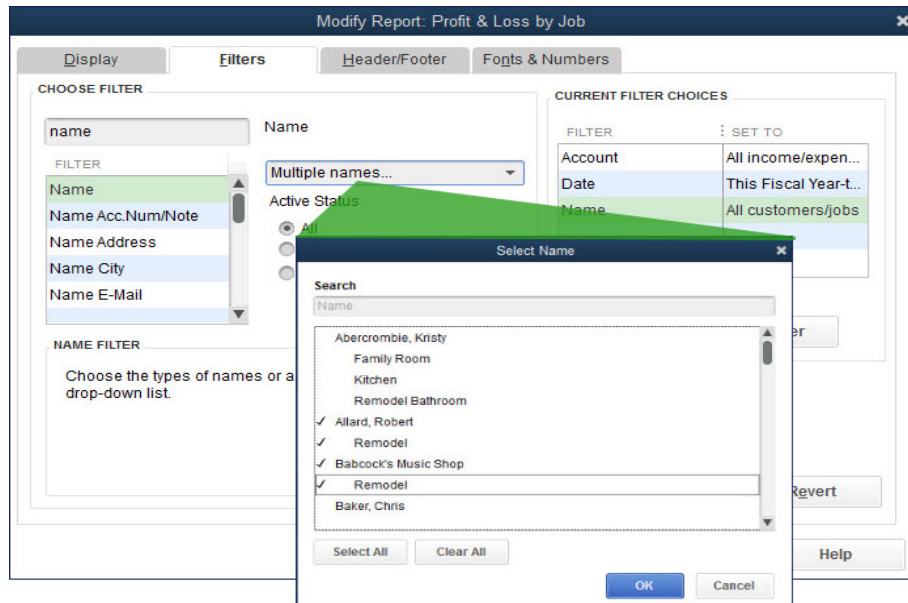 Modify Report: Profit & Loss by Job
Display Filters Header/Footer Fonts & Numbers
CHOOSE FILTER
name
FILTER
Name
Name Acc.Num/Note
Name Address
Name City
Name E-Mail
Name
Multiple names...
Active Status
All
NAME FILTER
Choose the types of names or a
drop-down list.
CURRENT FILTER CHOICES
FILTER SET TO
Account All income/expen...
Date This Fiscal Year-t...
Name All customers/jobs
er
Revert
Help
Select Name
Search
Name
Abercrombie, Kristy
Family Room
Kitchen
Remodel Bathroom
✓ Allard, Robert
✓ Remodel
✓ Babcock's Music Shop
✓ Remodel
Baker, Chris
Select All Clear All
OK Cancel